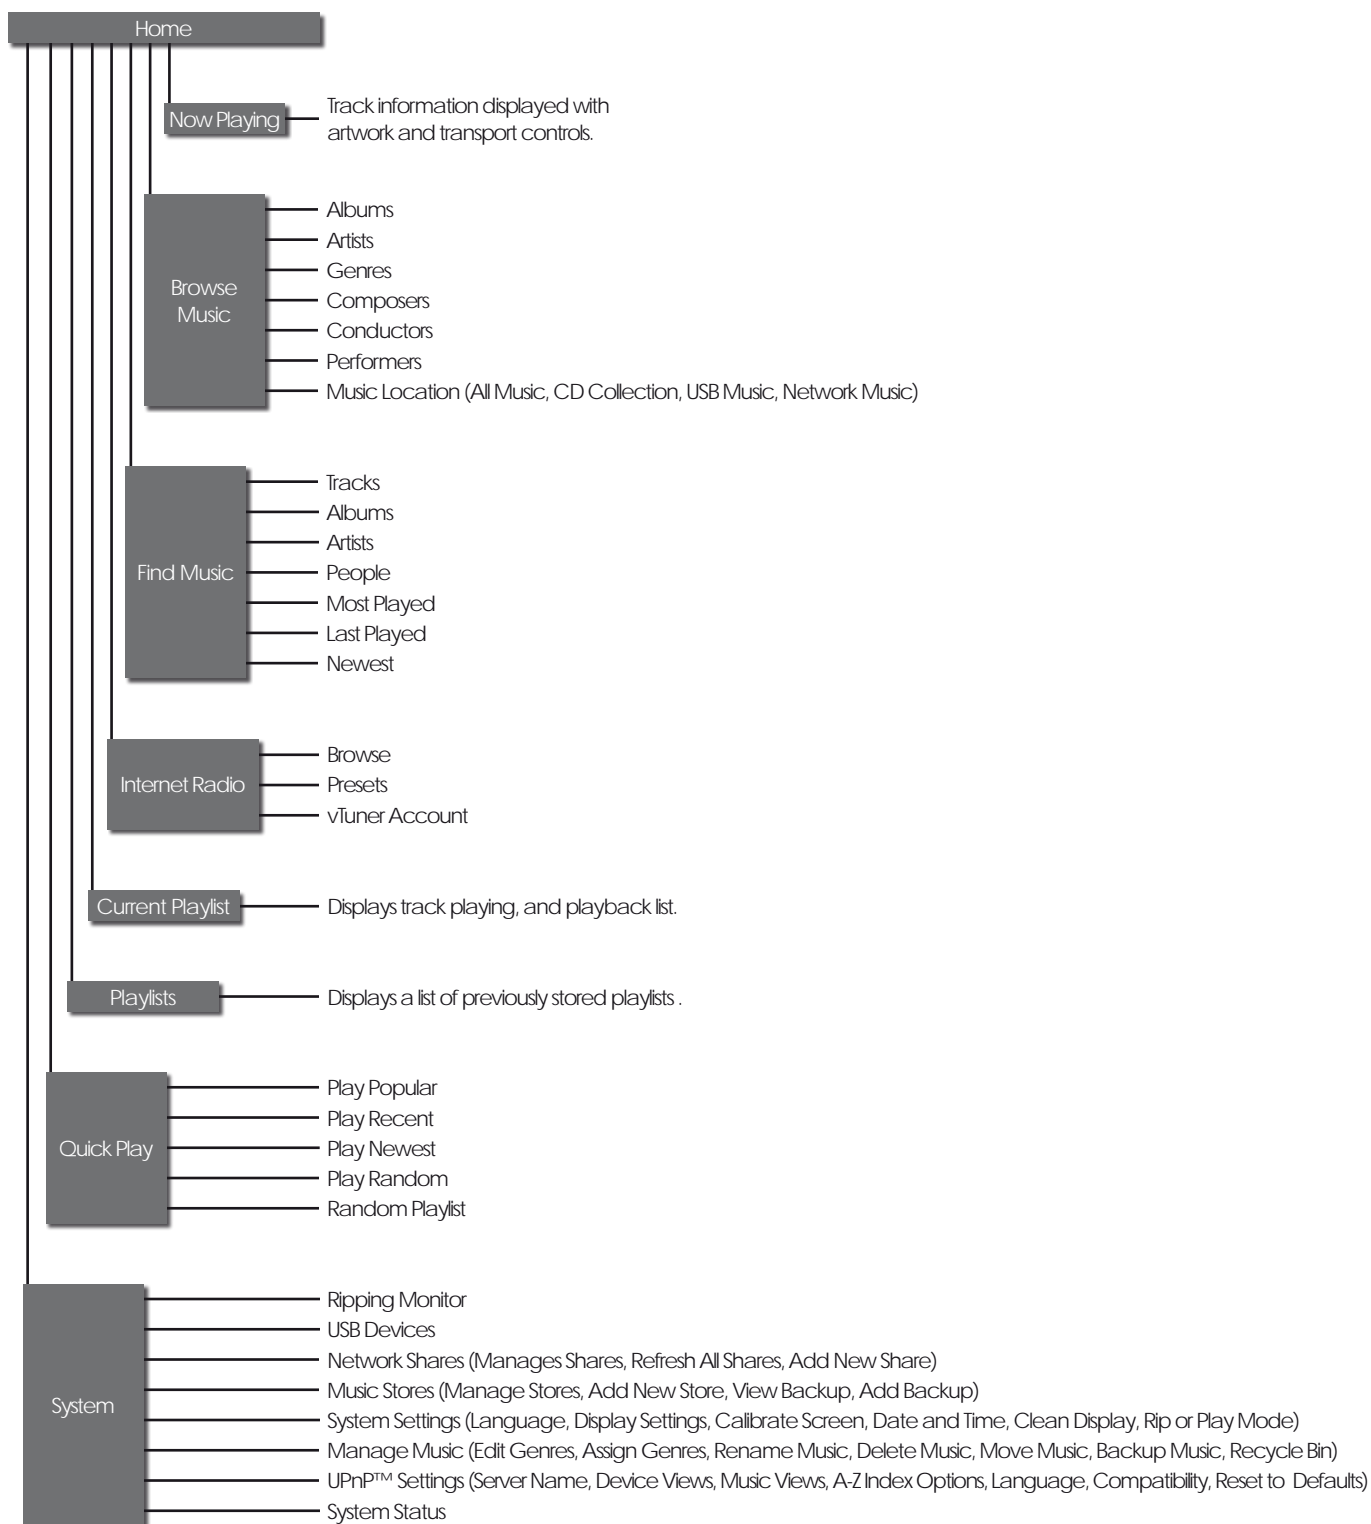 Home
Now Playing
Track information displayed with
artwork and transport controls.
Browse
Music
Albums
Artists
Genres
Composers
Conductors
Performers
Music Location (All Music, CD Collection, USB Music, Network Music)
Find Music
Tracks
Albums
Artists
People
Most Played
Last Played
Newest
Internet Radio
Browse
Presets
vTuner Account
Current Playlist
Displays track playing, and playback list.
Playlists
Displays a list of previously stored playlists .
Quick Play
Play Popular
Play Recent
Play Newest
Play Random
Random Playlist
System
Ripping Monitor
USB Devices
Network Shares (Manages Shares, Refresh All Shares, Add New Share)
Music Stores (Manage Stores, Add New Store, View Backup, Add Backup)
System Settings (Language, Display Settings, Calibrate Screen, Date and Time, Clean Display, Rip or Play Mode)
Manage Music (Edit Genres, Assign Genres, Rename Music, Delete Music, Move Music, Backup Music, Recycle Bin)
UPnP™ Settings (Server Name, Device Views, Music Views, A-Z Index Options, Language, Compatibility, Reset to Defaults)
System Status